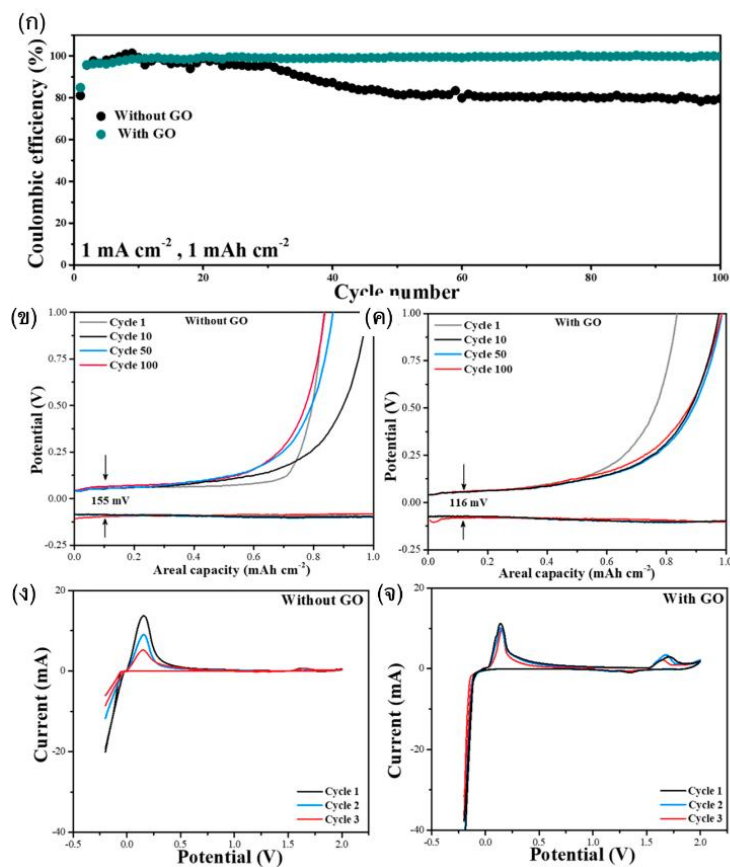 (ก)
Coulombic efficiency (%)
100
80
60
40
20
0
Without GO
With GO
1 mA cm⁻² , 1 mAh cm⁻²
0 20 40 60 80 100
Cycle number
(ข)
Potential (V)
1.00
0.75
0.50
0.25
0.00
-0.25
Cycle 1
Cycle 10
Cycle 50
Cycle 100
Without GO
155 mV
0.0 0.2 0.4 0.6 0.8 1.0
Areal capacity (mAh cm⁻²)
(ค)
Potential (V)
1.00
0.75
0.50
0.25
0.00
-0.25
Cycle 1
Cycle 10
Cycle 50
Cycle 100
With GO
116 mV
0.0 0.2 0.4 0.6 0.8 1.0
Areal capacity (mAh cm⁻²)
(ง)
Current (mA)
20
0
-20
-40
Without GO
Cycle 1
Cycle 2
Cycle 3
0.0 0.5 1.0 1.5 2.0
Potential (V)
(จ)
Current (mA)
20
10
0
-10
-20
-30
-40
With GO
Cycle 1
Cycle 2
Cycle 3
0.0 0.5 1.0 1.5 2.0
Potential (V)